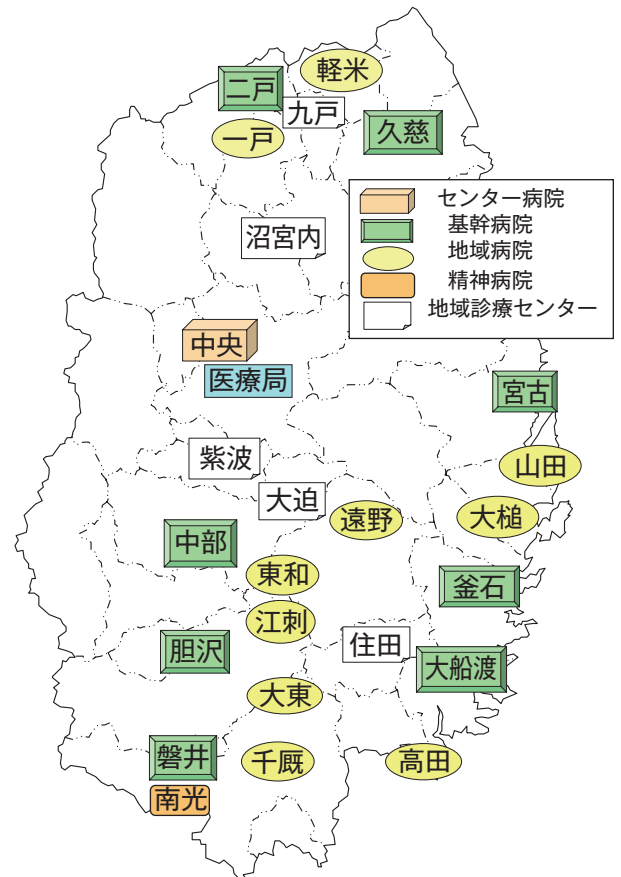 軽米
二戸
九戸
久慈
一戸
沼宮内
センター病院
基幹病院
地域病院
精神病院
地域診療センター
中央
医療局
宮古
紫波
山田
大迫
遠野
大槌
中部
東和
釜石
江刺
胆沢
住田
大船渡
大東
磐井
千厩
高田
南光